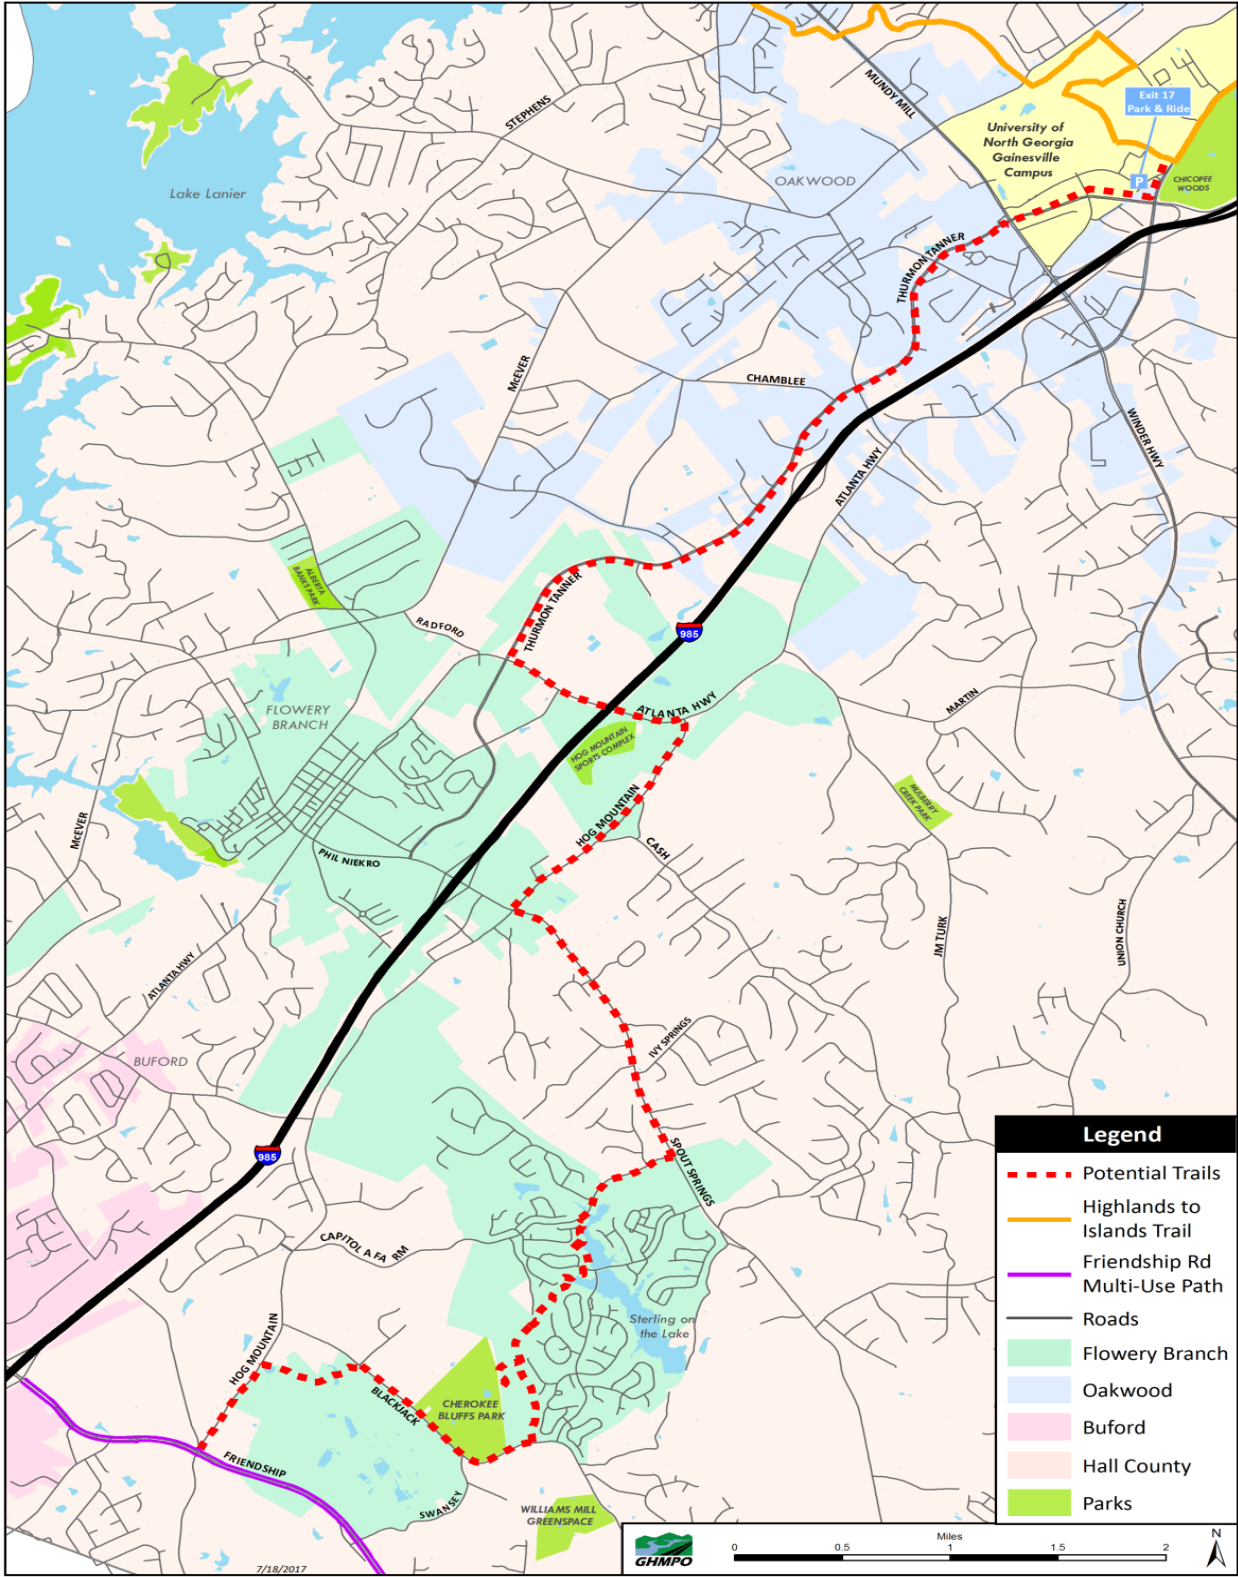 MUNDY MILL
Exit 17
Park & Ride
STEPHENS
University of
North Georgia
Gainesville
Campus
OAKWOOD
P
CHICOPEE
WOODS
Lake Lanier
THURMON TANNER
McEVER
CHAMBLEE
WINDER HWY
ATLANTA HWY
ALBERTA
BANKS PARK
THURMON TANNER
RADFORD
985
FLOWERY
BRANCH
ATLANTA HWY
MARTIN
HOG MOUNTAIN
SPORTS COMPLEX
MULBERRY
CREEK PARK
HOG MOUNTAIN
McEVER
PHIL NIEKRO
CASH
JM TURK
UNION CHURCH
ATLANTA HWY
IVY SPRINGS
BUFORD
985
SPOUT SPRINGS
CAPITOLA FARM
Sterling on
the Lake
HOG MOUNTAIN
BLACKJACK
CHEROKEE
BLUFFS PARK
FRIENDSHIP
SWANSEY
WILLIAMS MILL
GREENSPACE
7/18/2017
Legend
Potential Trails
Highlands to
Islands Trail
Friendship Rd
Multi-Use Path
Roads
Flowery Branch
Oakwood
Buford
Hall County
Parks
GHMPO
Miles
0 0.5 1 1.5 2
N